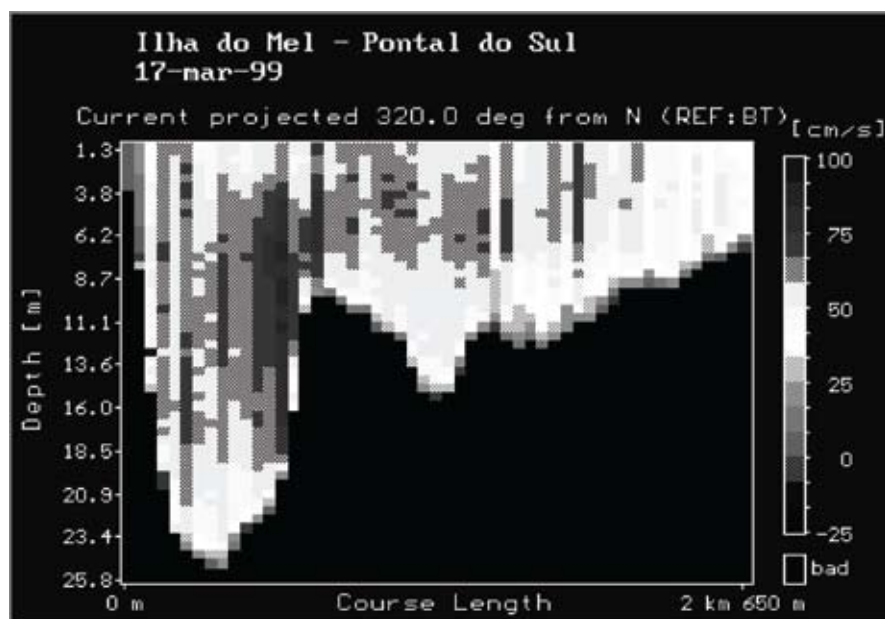 Ilha do Mel - Pontal do Sul
17-mar-99
Current projected 320.0 deg from N (REF:BT)
[cm/s]
1.3
3.8
6.2
8.7
11.1
13.6
16.0
18.5
20.9
23.4
25.8
Depth [m]
100
75
50
25
0
-25
bad
0 m Course Length 2 km 650 m